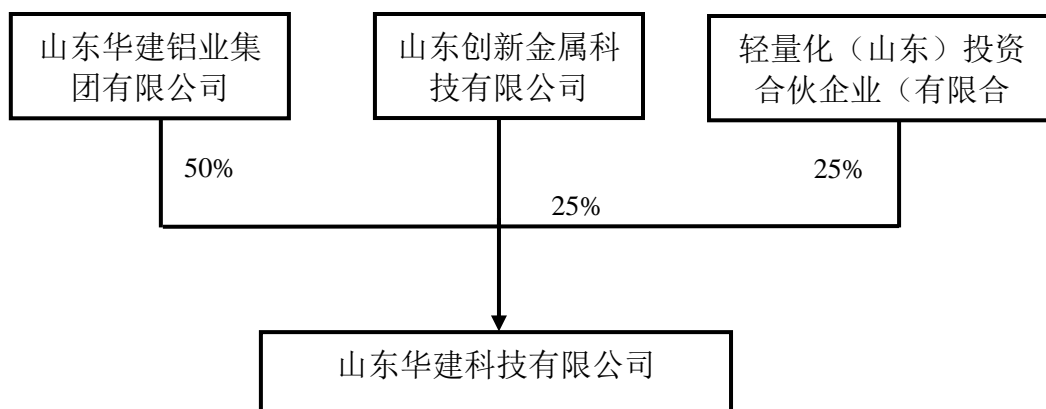 山东华建铝业集
团有限公司
山东创新金属科
技有限公司
轻量化（山东）投资
合伙企业（有限合
50%
25%
25%
山东华建科技有限公司